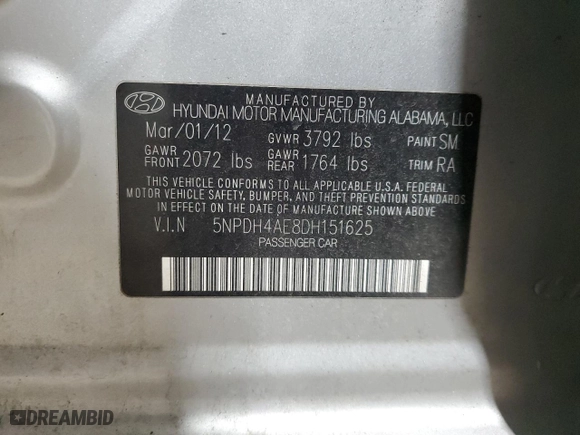 MANUFACTURED BY
HYUNDAI MOTOR MANUFACTURING ALABAMA, LLC
Mar/01/12 GVWR 3792 lbs PAINT SM
GAWR FRONT 2072 lbs GAWR REAR 1764 lbs TRIM RA
THIS VEHICLE CONFORMS TO ALL APPLICABLE U.S.A. FEDERAL
MOTOR VEHICLE SAFETY, BUMPER, AND THEFT PREVENTION STANDARDS
IN EFFECT ON THE DATE OF MANUFACTURE SHOWN ABOVE.
V.I.N 5NPDH4AE8DH151625
PASSENGER CAR
DREAMBID